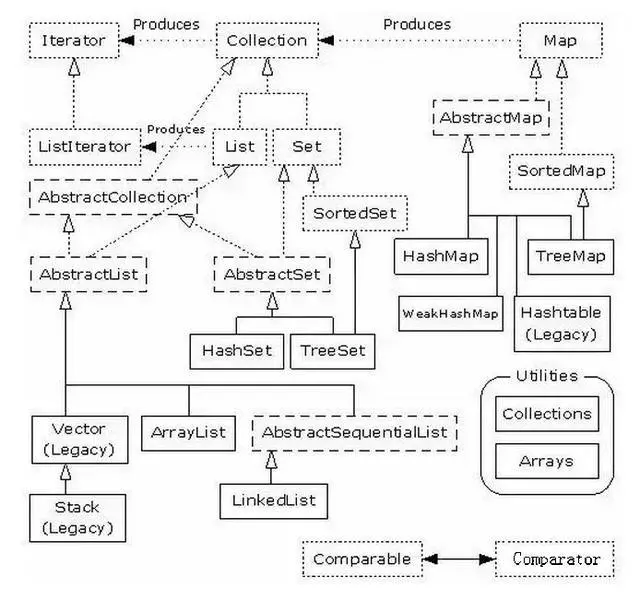 Produces
Produces
Iterator
Collection
Map
AbstractMap
Produces
ListIterator
List
Set
SortedMap
AbstractCollection
SortedSet
HashMap
TreeMap
AbstractList
AbstractSet
WeakHashMap
Hashtable
(Legacy)
HashSet
TreeSet
Utilities
Collections
Vector
(Legacy)
ArrayList
AbstractSequentialList
Arrays
Stack
(Legacy)
LinkedList
Comparable
Comparator